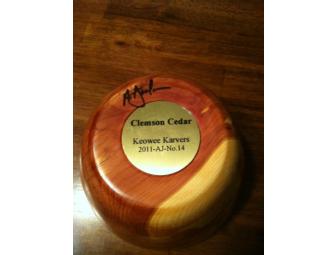 Clemson Cedar
Keowee Karvers
2011-AJ-No.14